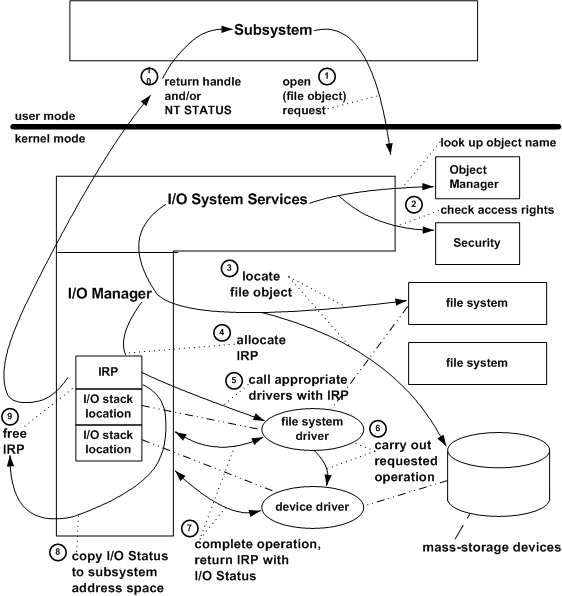 Subsystem
10
return handle
and/or
NT STATUS
1
open
(file object)
request
user mode
kernel mode
look up object name
Object
Manager
I/O System Services
2
check access rights
Security
3
locate
file object
I/O Manager
file system
4
allocate
IRP
file system
IRP
5
call appropriate
drivers with IRP
I/O stack
location
9
free
IRP
file system
driver
6
carry out
requested
operation
I/O stack
location
device driver
7
complete operation,
return IRP with
I/O Status
8
copy I/O Status
to subsystem
address space
mass-storage devices